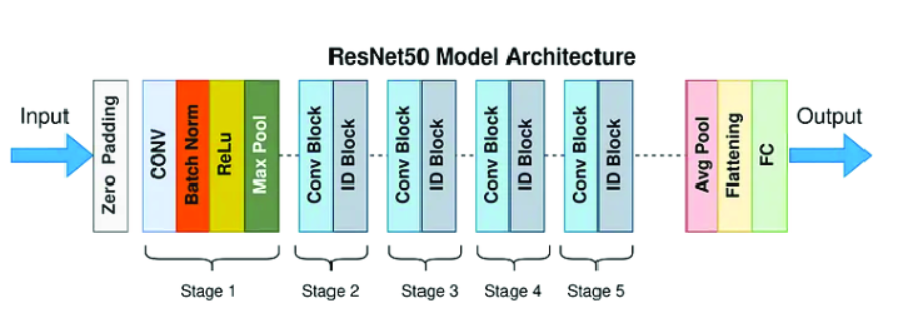 ResNet50 Model Architecture
Input
Zero Padding
CONV
Batch Norm
ReLu
Max Pool
Conv Block
ID Block
Conv Block
ID Block
Conv Block
ID Block
Conv Block
ID Block
Avg Pool
Flattening
FC
Output
Stage 1
Stage 2
Stage 3
Stage 4
Stage 5